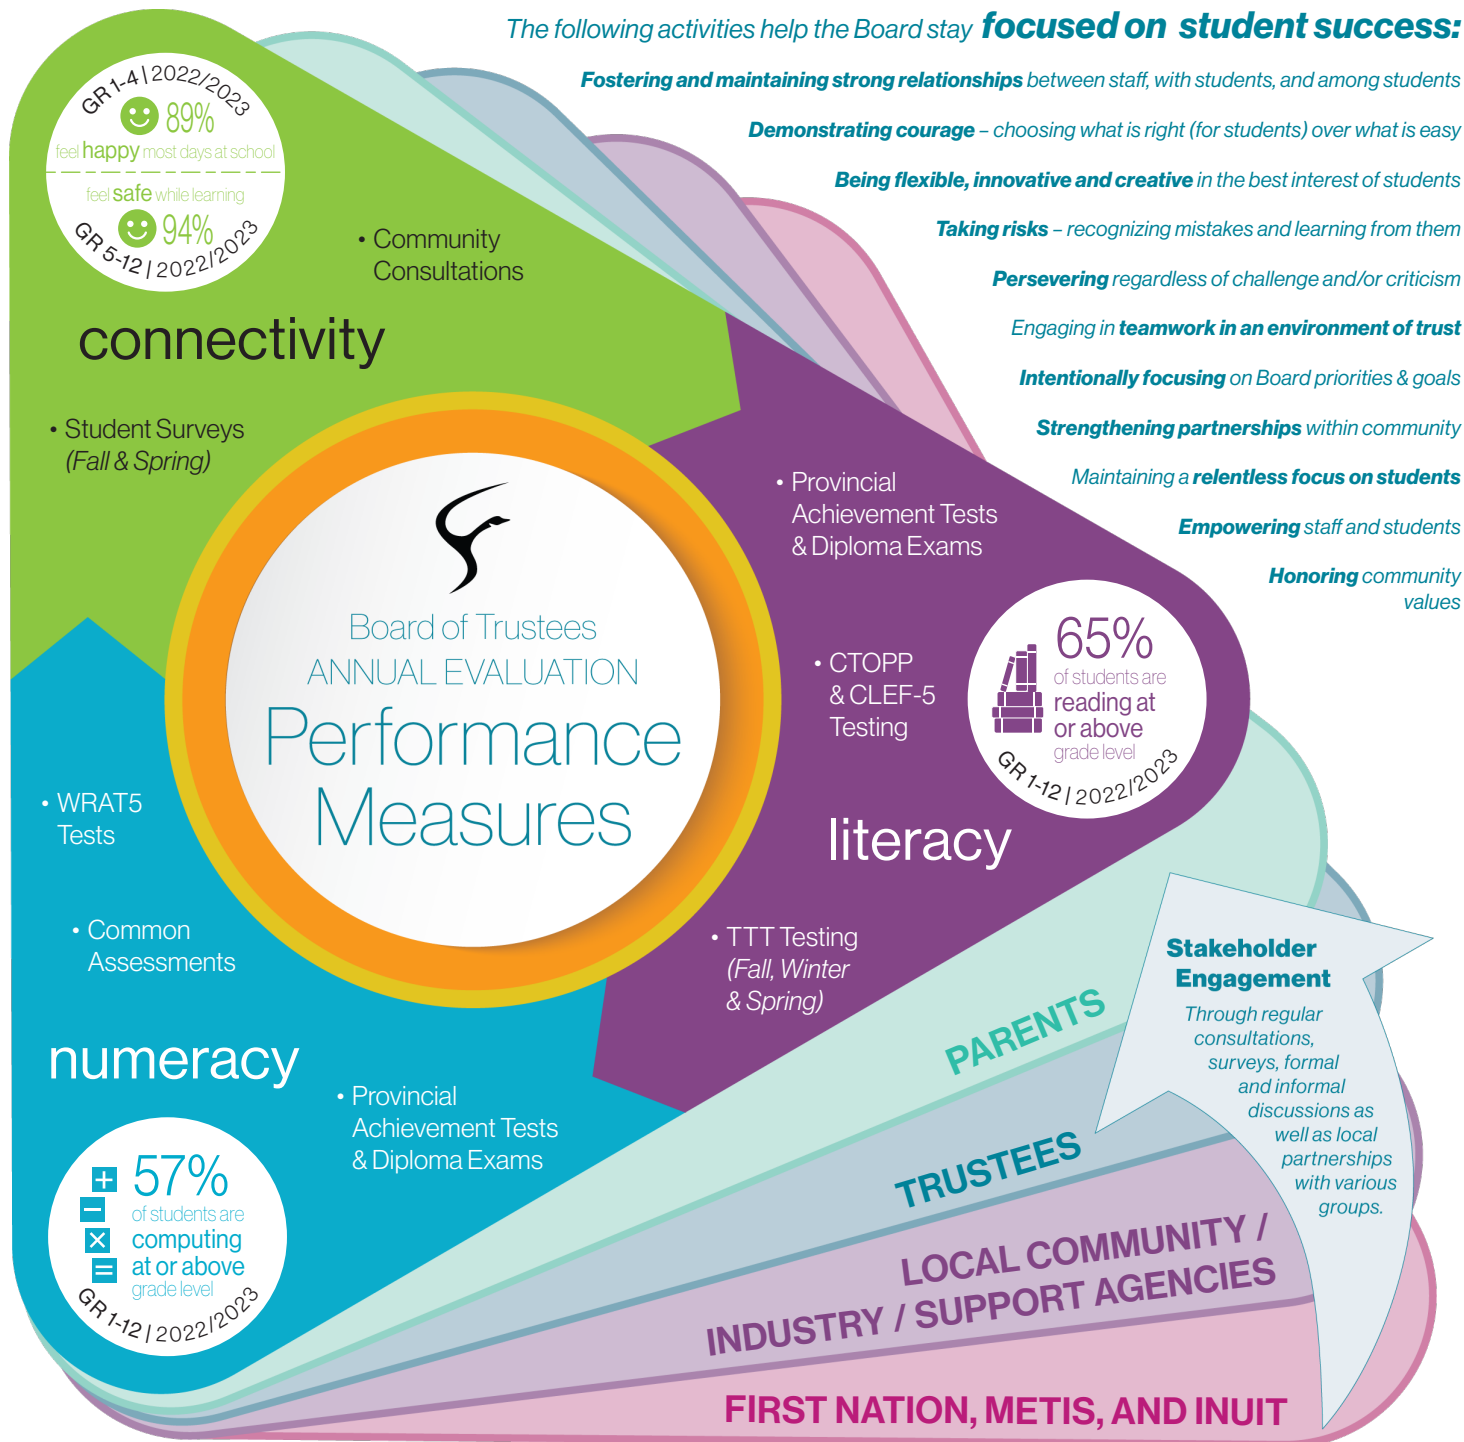 The following activities help the Board stay focused on student success:
Fostering and maintaining strong relationships between staff, with students, and among students
Demonstrating courage – choosing what is right (for students) over what is easy
Being flexible, innovative and creative in the best interest of students
Taking risks – recognizing mistakes and learning from them
Persevering regardless of challenge and/or criticism
Engaging in teamwork in an environment of trust
Intentionally focusing on Board priorities & goals
Strengthening partnerships within community
Maintaining a relentless focus on students
Empowering staff and students
Honoring community
values
GR 1-4 | 2022/2023
89%
feel happy most days at school
feel safe while learning
94%
GR 5-12 | 2022/2023
• Community
Consultations
connectivity
• Student Surveys
(Fall & Spring)
Board of Trustees
ANNUAL EVALUATION
Performance
Measures
• Provincial
Achievement Tests
& Diploma Exams
• CTOPP
& CLEF-5
Testing
65%
of students are
reading at
or above
grade level
GR 1-12 | 2022/2023
literacy
• TTT Testing
(Fall, Winter
& Spring)
• WRAT5
Tests
• Common
Assessments
numeracy
• Provincial
Achievement Tests
& Diploma Exams
+
57%
−
of students are
×
computing
at or above
=
grade level
GR 1-12 | 2022/2023
PARENTS
TRUSTEES
LOCAL COMMUNITY /
INDUSTRY / SUPPORT AGENCIES
FIRST NATION, METIS, AND INUIT
Stakeholder
Engagement
Through regular
consultations,
surveys, formal
and informal
discussions as
well as local
partnerships
with various
groups.